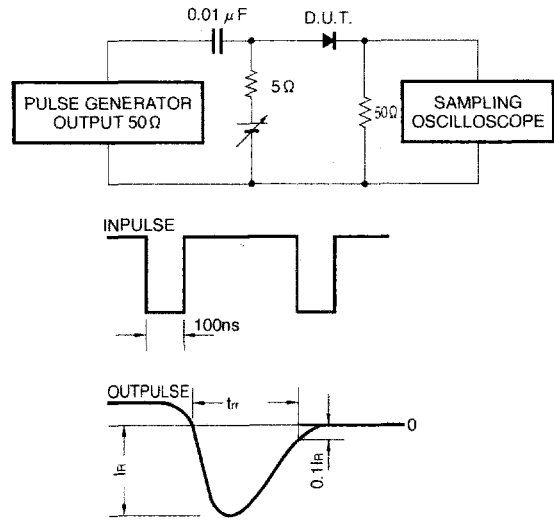 0.01 μF
D.U.T.
5Ω
PULSE GENERATOR
OUTPUT 50Ω
50Ω
SAMPLING
OSCILLOSCOPE
INPULSE
100ns
OUTPULSE
trr
0
IR
0.1IR